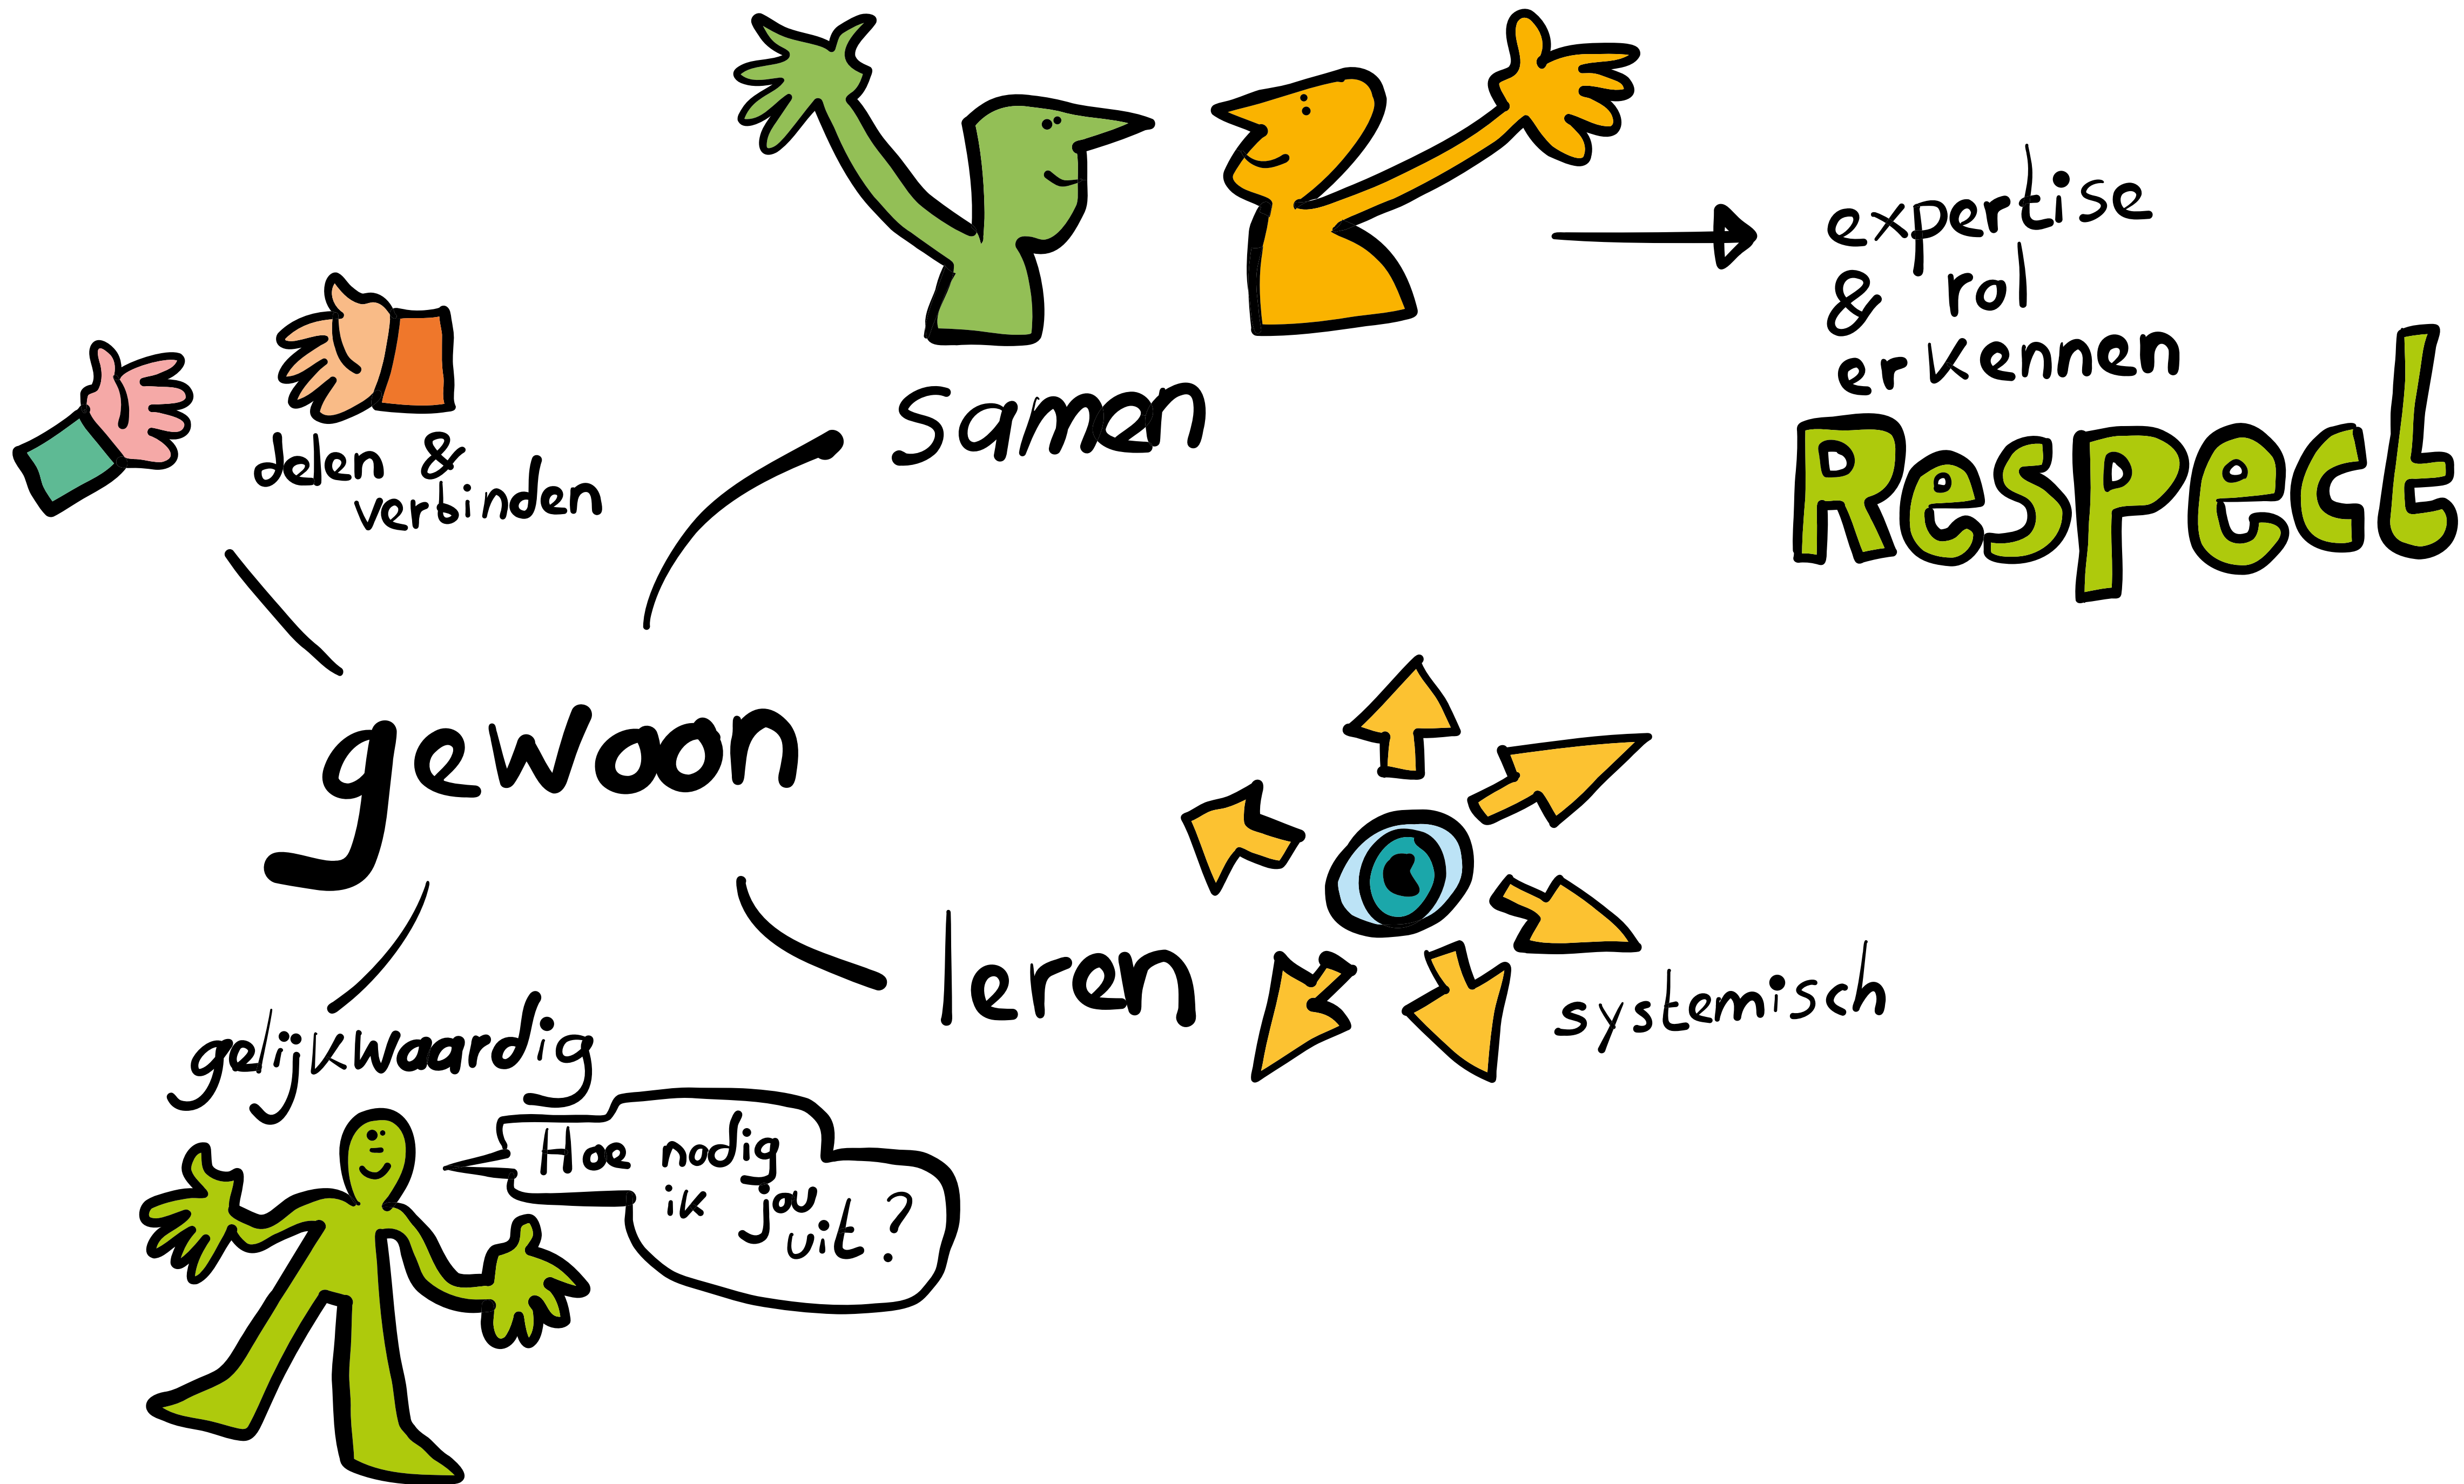 expertise
& rol
erkennen
Respect
samen
delen &
verbinden
gewoon
leren
systemisch
gelijkwaardig
Hoe nodig
ik jou
uit?